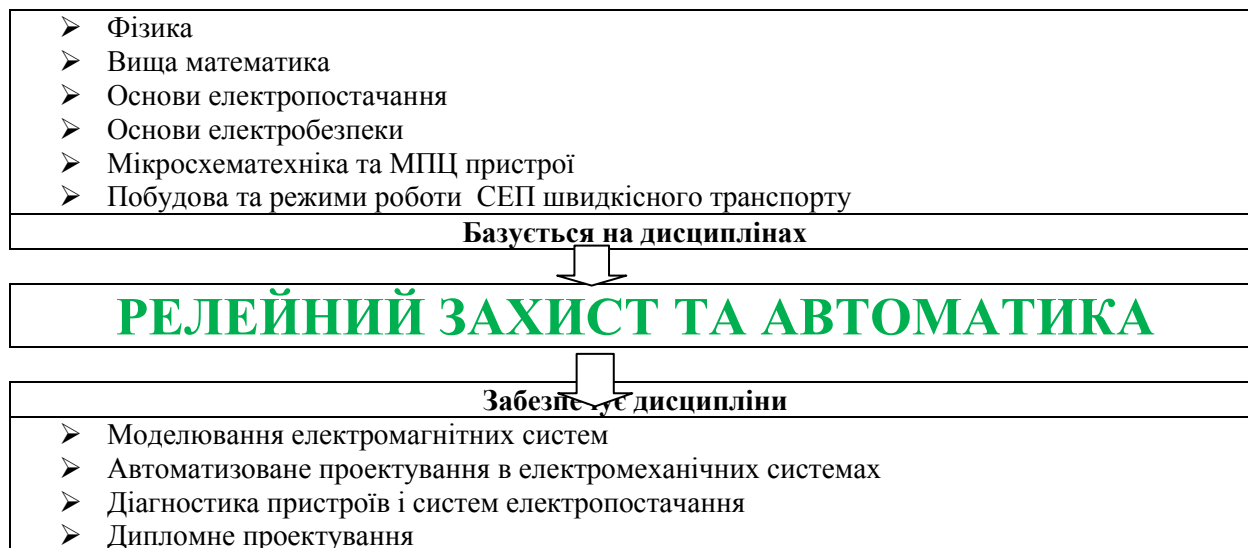 ➢ Фізика
➢ Вища математика
➢ Основи електропостачання
➢ Основи електробезпеки
➢ Мікросхематехніка та МПЦ пристрої
➢ Побудова та режими роботи СЕП швидкісного транспорту
Базується на дисциплінах
РЕЛЕЙНИЙ ЗАХИСТ ТА АВТОМАТИКА
дисципліни
➢ Моделювання електромагнітних систем
➢ Автоматизоване проектування в електромеханічних системах
➢ Діагностика пристроїв і систем електропостачання
➢ Дипломне проектування